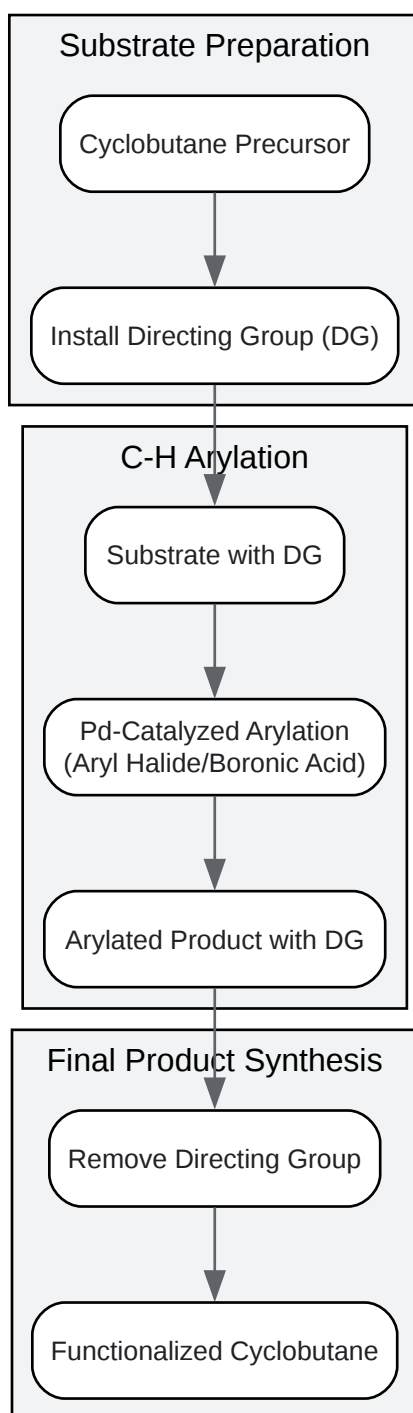 Substrate Preparation
Cyclobutane Precursor
Install Directing Group (DG)
C-H Arylation
Substrate with DG
Pd-Catalyzed Arylation
(Aryl Halide/Boronic Acid)
Arylated Product with DG
Final Product Synthesis
Remove Directing Group
Functionalized Cyclobutane